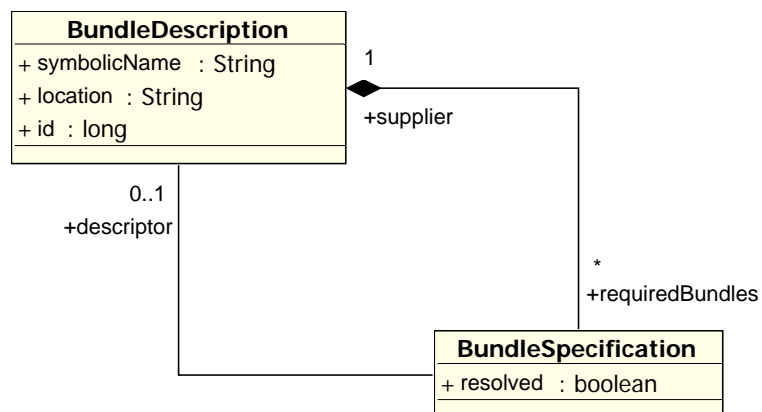 BundleDescription
+ symbolicName : String
+ location : String
+ id : long
1
+supplier
0..1
+descriptor
*
+requiredBundles
BundleSpecification
+ resolved : boolean